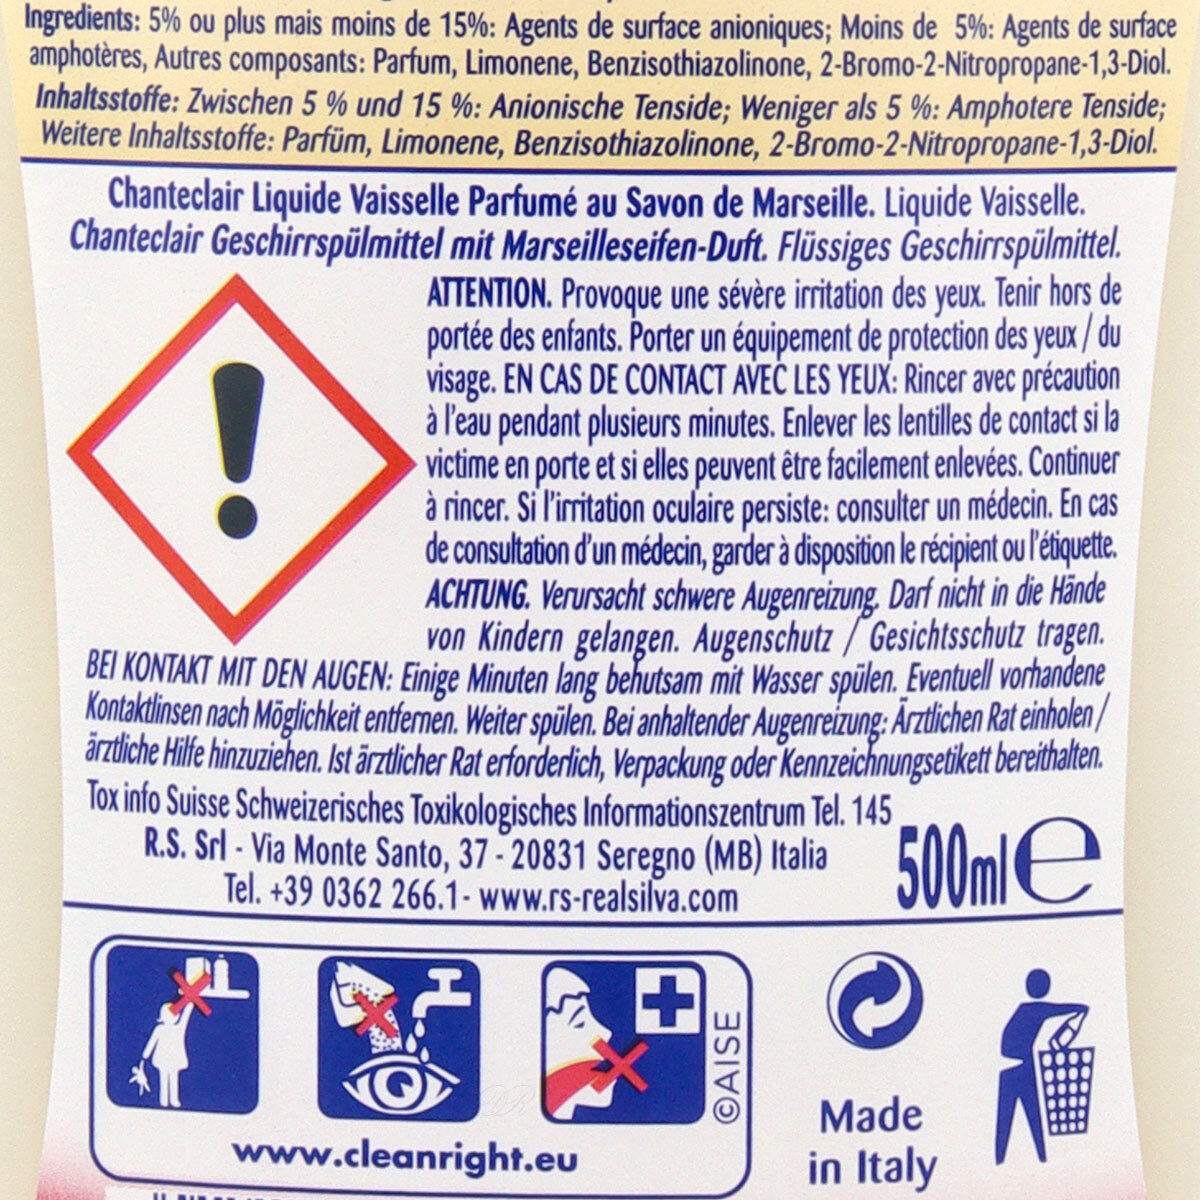 Ingredients: 5% ou plus mais moins de 15%: Agents de surface anioniques; Moins de 5%: Agents de surface
amphotères, Autres composants: Parfum, Limonene, Benzisothiazolinone, 2-Bromo-2-Nitropropane-1,3-Diol.
Inhaltsstoffe: Zwischen 5 % und 15 %: Anionische Tenside; Weniger als 5 %: Amphotere Tenside;
Weitere Inhaltsstoffe: Parfüm, Limonene, Benzisothiazolinone, 2-Bromo-2-Nitropropane-1,3-Diol.
Chanteclair Liquide Vaisselle Parfumé au Savon de Marseille. Liquide Vaisselle.
Chanteclair Geschirrspülmittel mit Marseilleseifen-Duft. Flüssiges Geschirrspülmittel.
ATTENTION. Provoque une sévère irritation des yeux. Tenir hors de
portée des enfants. Porter un équipement de protection des yeux / du
visage. EN CAS DE CONTACT AVEC LES YEUX: Rincer avec précaution
à l'eau pendant plusieurs minutes. Enlever les lentilles de contact si la
victime en porte et si elles peuvent être facilement enlevées. Continuer
à rincer. Si l'irritation oculaire persiste: consulter un médecin. En cas
de consultation d'un médecin, garder à disposition le récipient ou l'étiquette.
ACHTUNG. Verursacht schwere Augenreizung. Darf nicht in die Hände
von Kindern gelangen. Augenschutz / Gesichtsschutz tragen.
BEI KONTAKT MIT DEN AUGEN: Einige Minuten lang behutsam mit Wasser spülen. Eventuell vorhandene
Kontaktlinsen nach Möglichkeit entfernen. Weiter spülen. Bei anhaltender Augenreizung: Ärztlichen Rat einholen /
ärztliche Hilfe hinzuziehen. Ist ärztlicher Rat erforderlich, Verpackung oder Kennzeichnungsetikett bereithalten.
Tox info Suisse Schweizerisches Toxikologisches Informationszentrum Tel. 145
R.S. Srl - Via Monte Santo, 37 - 20831 Seregno (MB) Italia
Tel. +39 0362 266.1- www.rs-realsilva.com
500ml e
©AISE
www.cleanright.eu
Made
in Italy